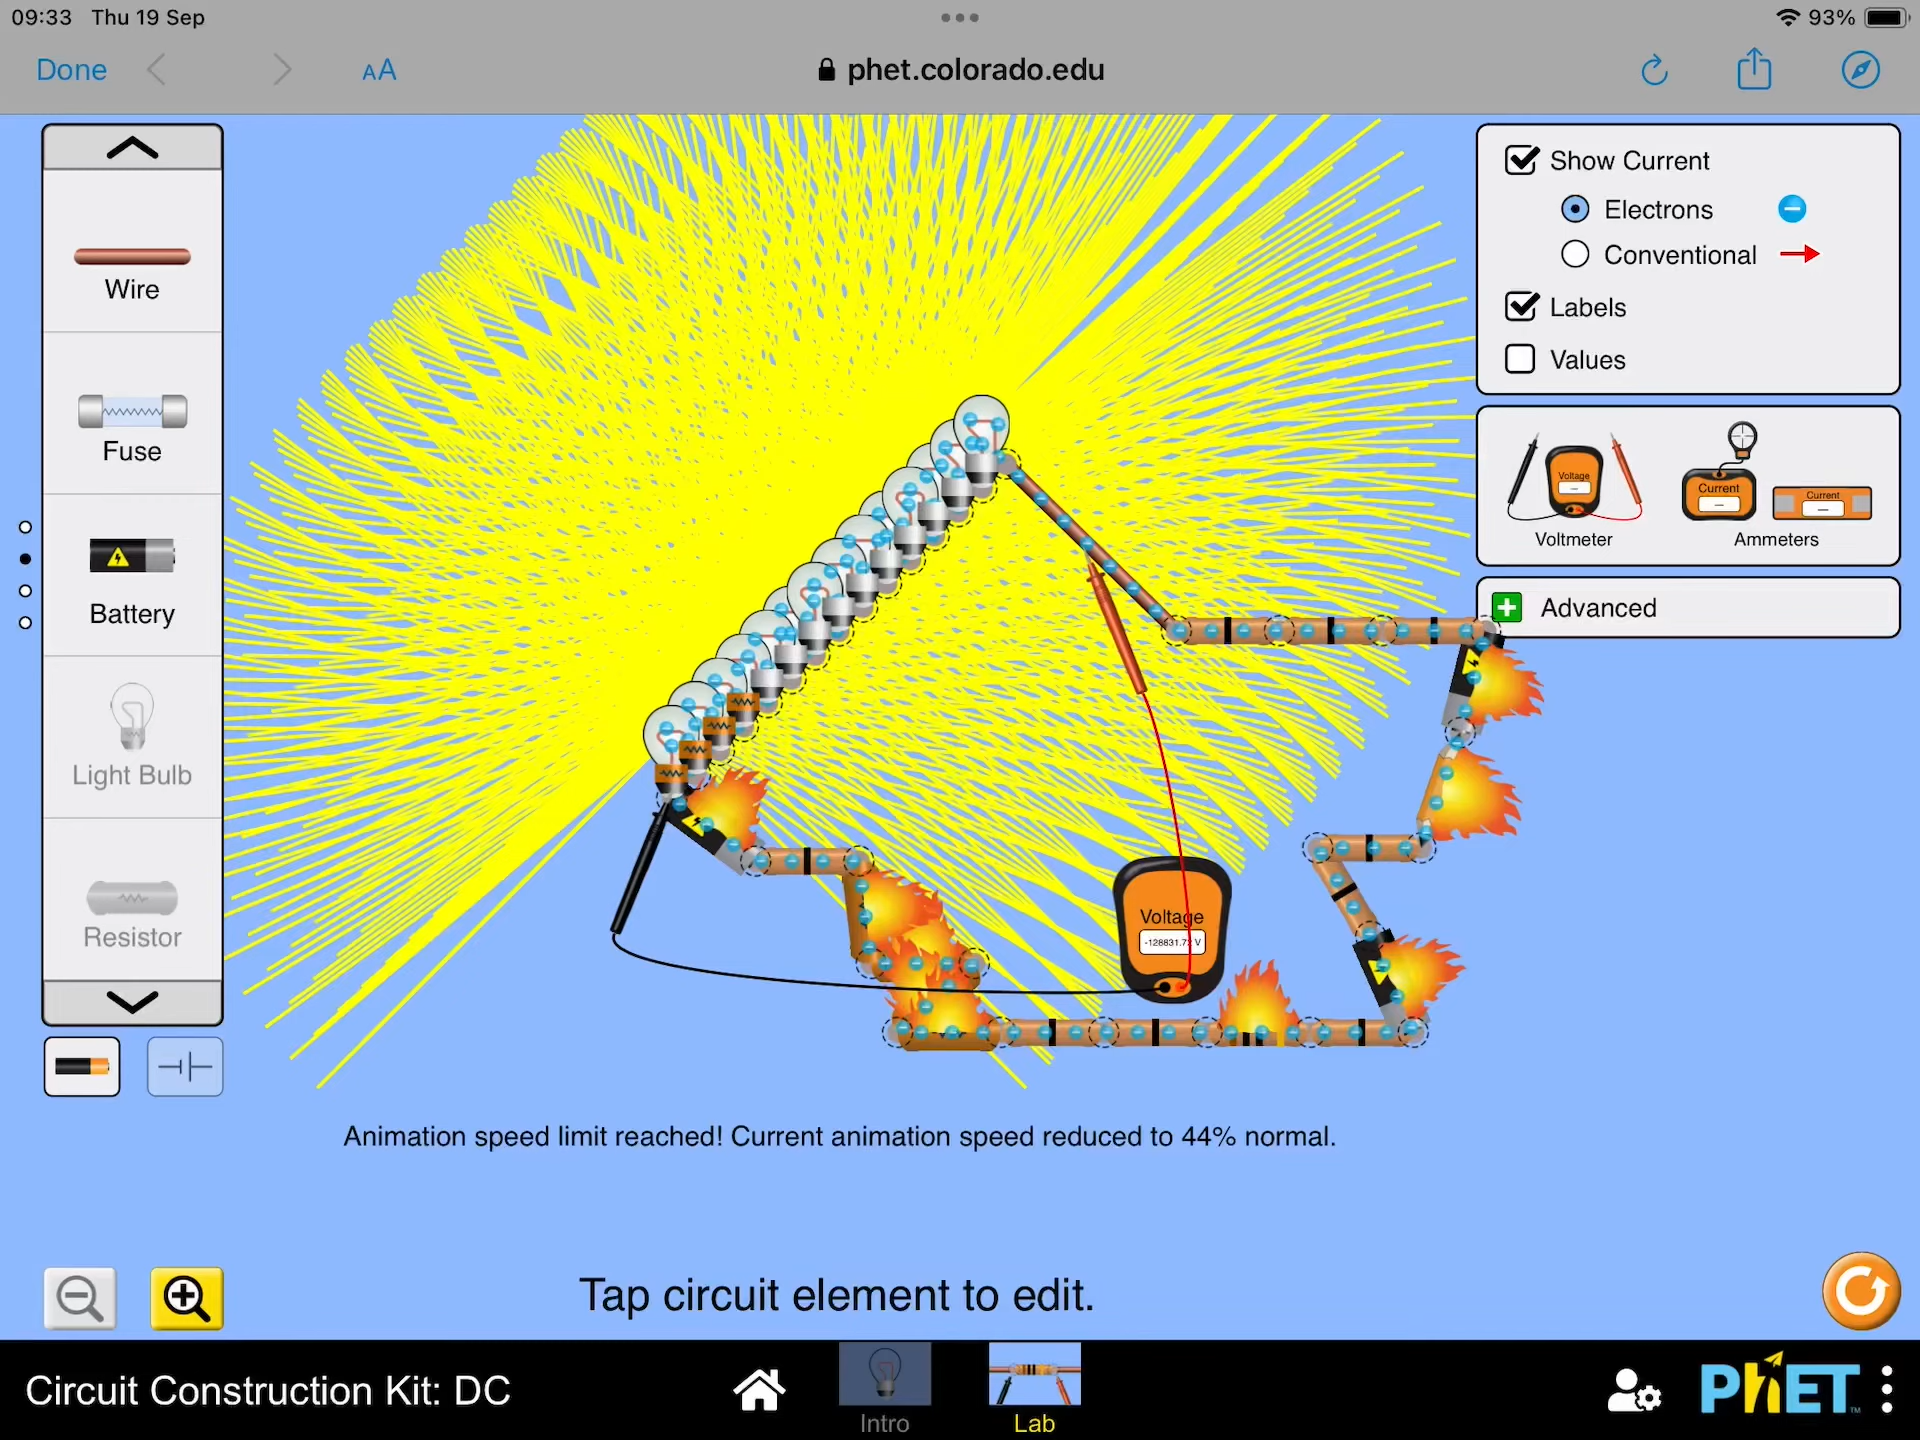 09:33 Thu 19 Sep
93%
Done
AA
phet.colorado.edu
Wire
Fuse
Battery
Light Bulb
Resistor
Show Current
Electrons
Conventional
Labels
Values
Voltage
Current
Current
Voltmeter
Ammeters
Advanced
Voltage
Animation speed limit reached! Current animation speed reduced to 44% normal.
Tap circuit element to edit.
Circuit Construction Kit: DC
Intro
Lab
PhET